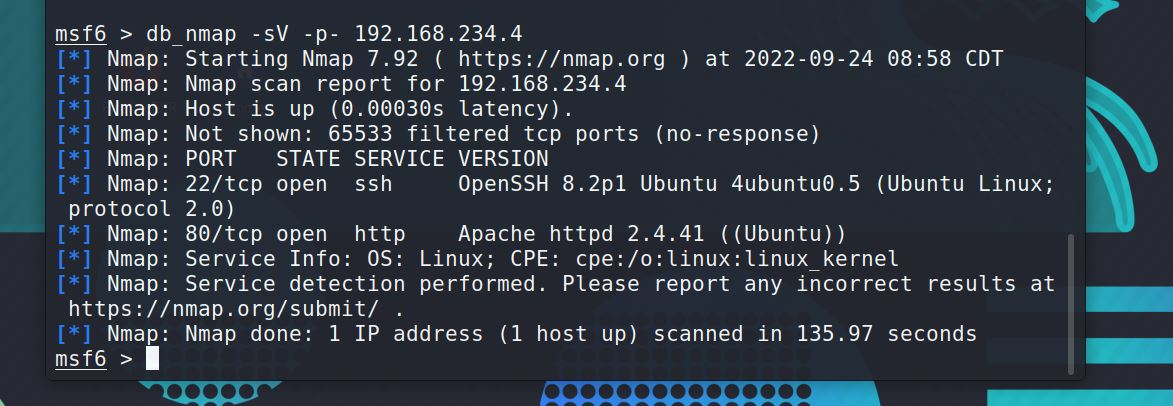 msf6 > db_nmap -sV -p- 192.168.234.4
[*] Nmap: Starting Nmap 7.92 ( https://nmap.org ) at 2022-09-24 08:58 CDT
[*] Nmap: Nmap scan report for 192.168.234.4
[*] Nmap: Host is up (0.00030s latency).
[*] Nmap: Not shown: 65533 filtered tcp ports (no-response)
[*] Nmap: PORT   STATE SERVICE VERSION
[*] Nmap: 22/tcp open  ssh     OpenSSH 8.2p1 Ubuntu 4ubuntu0.5 (Ubuntu Linux;
 protocol 2.0)
[*] Nmap: 80/tcp open  http    Apache httpd 2.4.41 ((Ubuntu))
[*] Nmap: Service Info: OS: Linux; CPE: cpe:/o:linux:linux_kernel
[*] Nmap: Service detection performed. Please report any incorrect results at
 https://nmap.org/submit/ .
[*] Nmap: Nmap done: 1 IP address (1 host up) scanned in 135.97 seconds
msf6 >